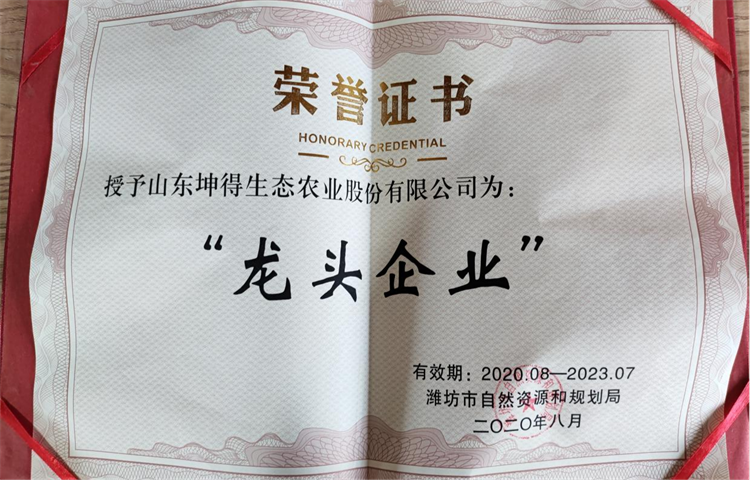 荣誉证书
HONORARY CREDENTIAL
授予山东坤得生态农业股份有限公司为：
“龙头企业”
有效期：2020.08—2023.07
潍坊市自然资源和规划局
二〇二〇年八月